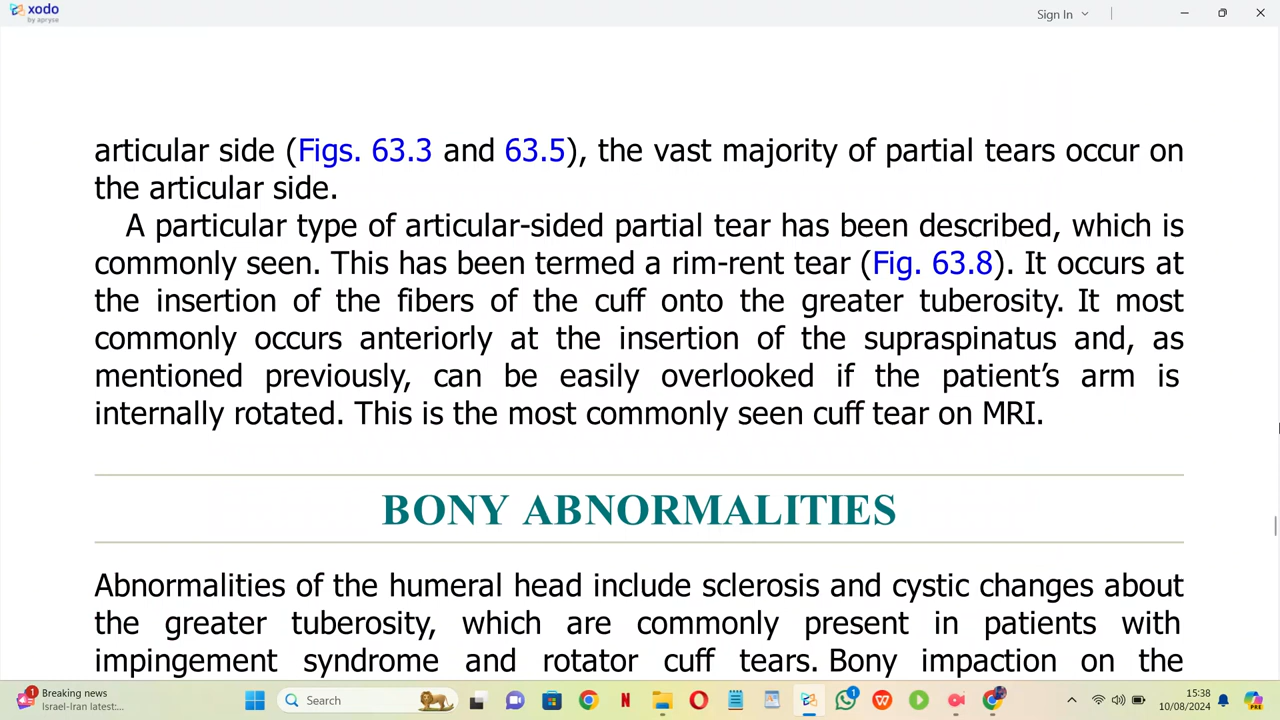 xodo
by apryse
Sign In
articular side (Figs. 63.3 and 63.5), the vast majority of partial tears occur on
the articular side.
A particular type of articular-sided partial tear has been described, which is
commonly seen. This has been termed a rim-rent tear (Fig. 63.8). It occurs at
the insertion of the fibers of the cuff onto the greater tuberosity. It most
commonly occurs anteriorly at the insertion of the supraspinatus and, as
mentioned previously, can be easily overlooked if the patient’s arm is
internally rotated. This is the most commonly seen cuff tear on MRI.
BONY ABNORMALITIES
Abnormalities of the humeral head include sclerosis and cystic changes about
the greater tuberosity, which are commonly present in patients with
impingement syndrome and rotator cuff tears. Bony impaction on the
1
Breaking news
Israel-Iran latest:...
Search
N
1
W
15:38
10/08/2024
PRE